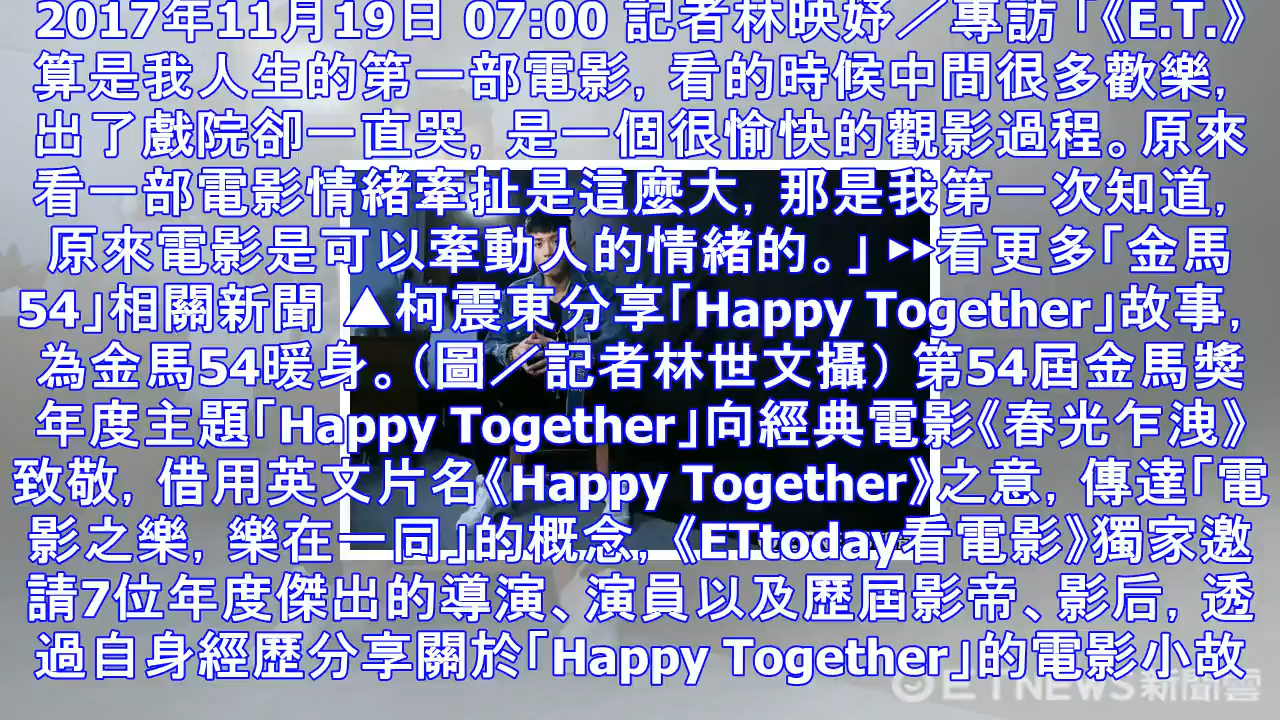 2017年11月19日 07:00 記者林映妤／專訪「《E.T.》
算是我人生的第一部電影, 看的時候中間很多歡樂,
出了戲院卻一直哭, 是一個很愉快的觀影過程。原來
看一部電影情緒牽扯是這麼大, 那是我第一次知道,
原來電影是可以牽動人的情緒的。」▸▸看更多「金馬
54」相關新聞 ▲柯震東分享「Happy Together」故事,
為金馬54暖身。（圖／記者林世文攝） 第54屆金馬獎
年度主題「Happy Together」向經典電影《春光乍洩》
致敬, 借用英文片名《Happy Together》之意, 傳達「電
影之樂, 樂在一同」的概念,《ETtoday看電影》獨家邀
請7位年度傑出的導演、演員以及歷屆影帝、影后, 透
過自身經歷分享關於「Happy Together」的電影小故
ETNEWS新聞雲